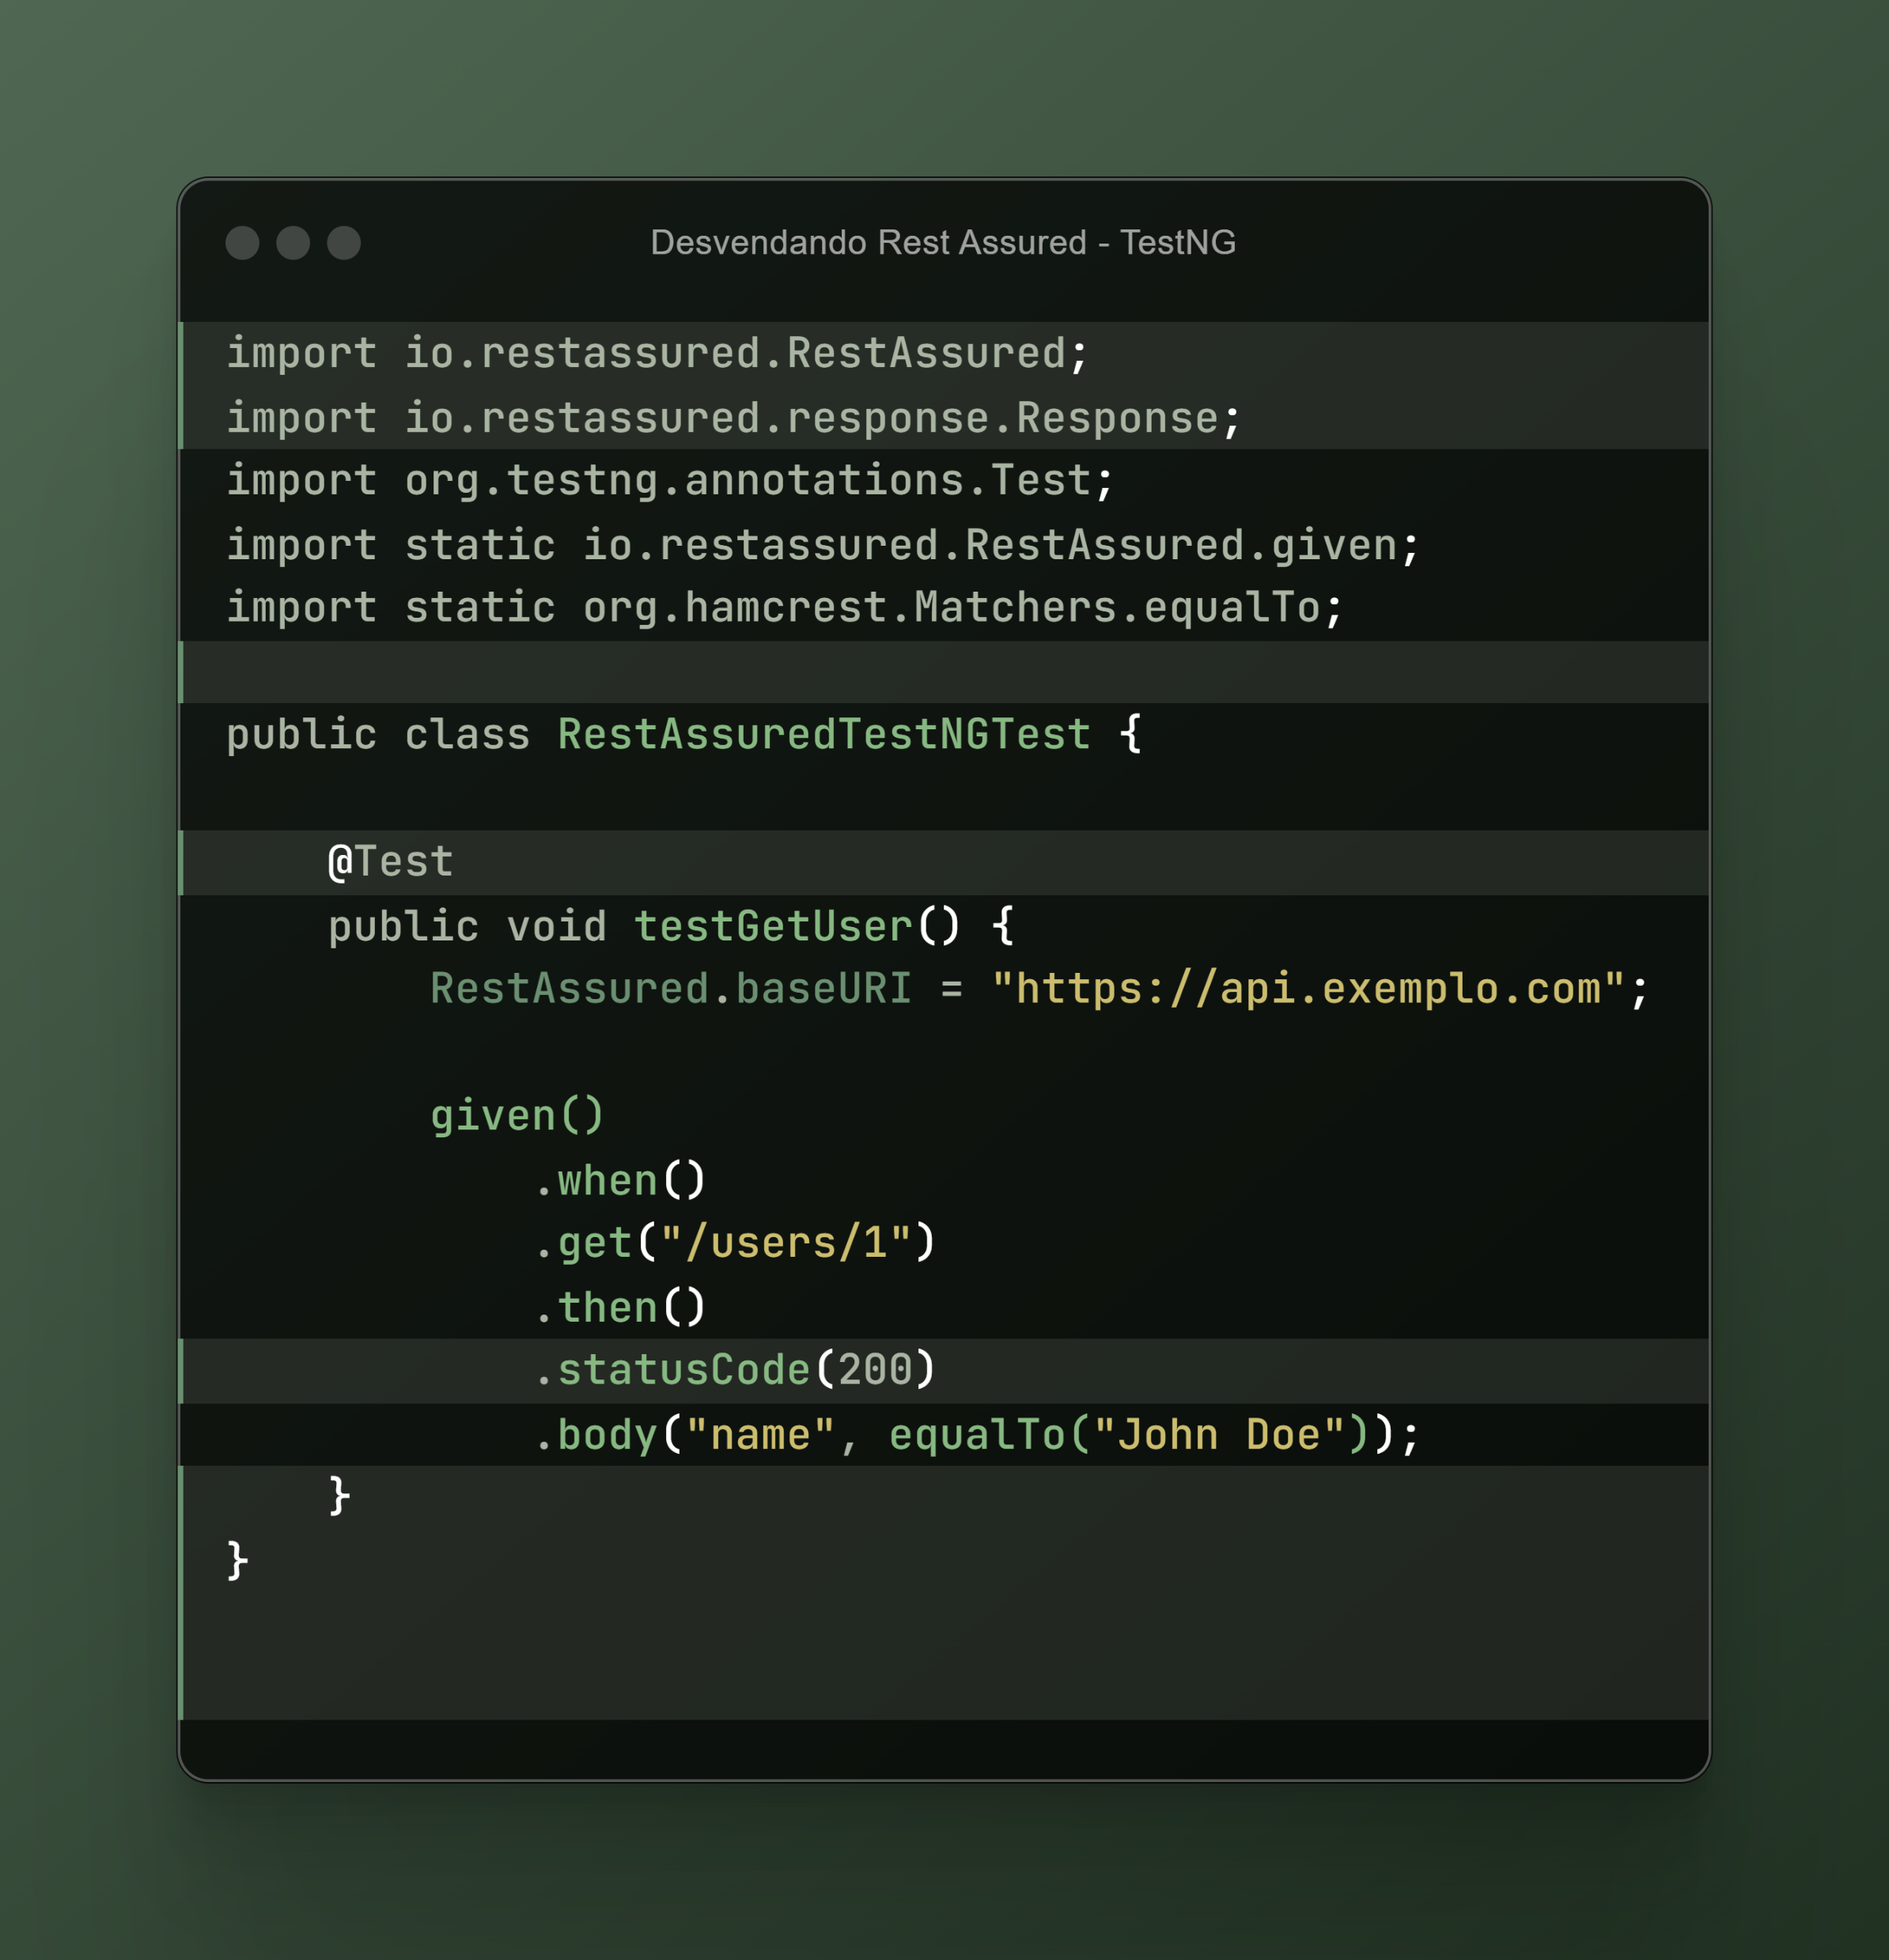 Desvendando Rest Assured - TestNG
import io.restassured.RestAssured;
import io.restassured.response.Response;
import org.testng.annotations.Test;
import static io.restassured.RestAssured.given;
import static org.hamcrest.Matchers.equalTo;
public class RestAssuredTestNGTest {
    @Test
    public void testGetUser() {
        RestAssured.baseURI = "https://api.exemplo.com";
        given()
            .when()
            .get("/users/1")
            .then()
            .statusCode(200)
            .body("name", equalTo("John Doe"));
    }
}